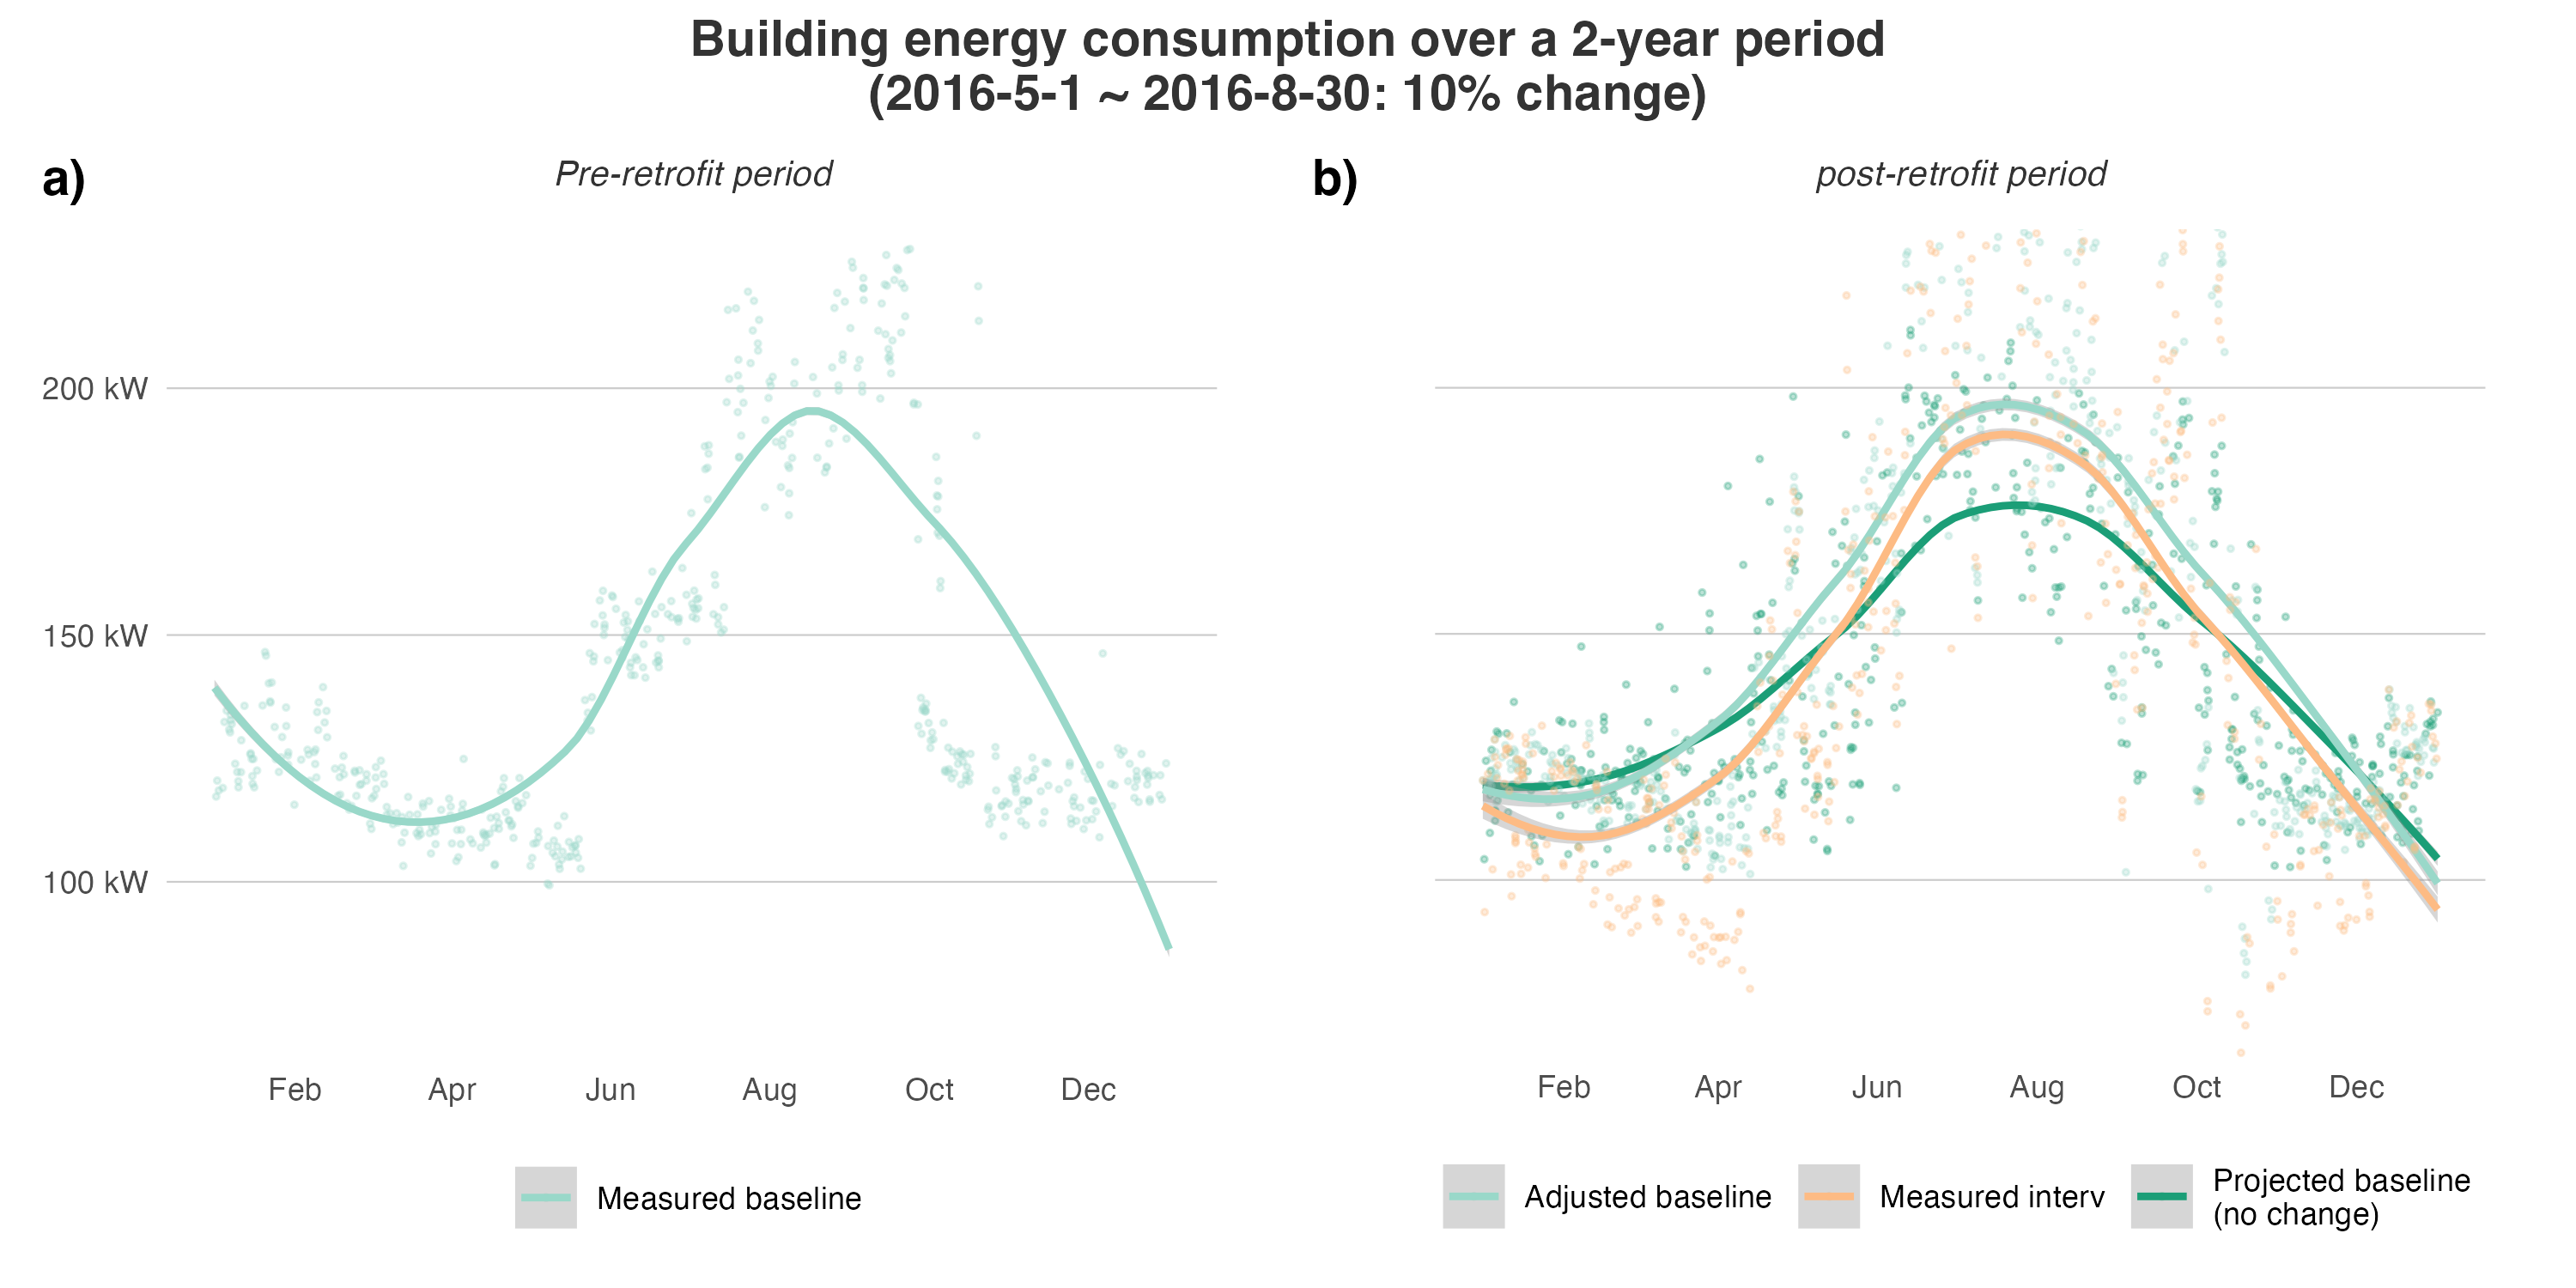 Building energy consumption over a 2-year period
(2016-5-1 ~ 2016-8-30: 10% change)
a)
Pre-retrofit period
200 kW
150 kW
100 kW
Feb Apr Jun Aug Oct Dec
Measured baseline
b)
post-retrofit period
Feb Apr Jun Aug Oct Dec
Adjusted baseline
Measured interv
Projected baseline
(no change)